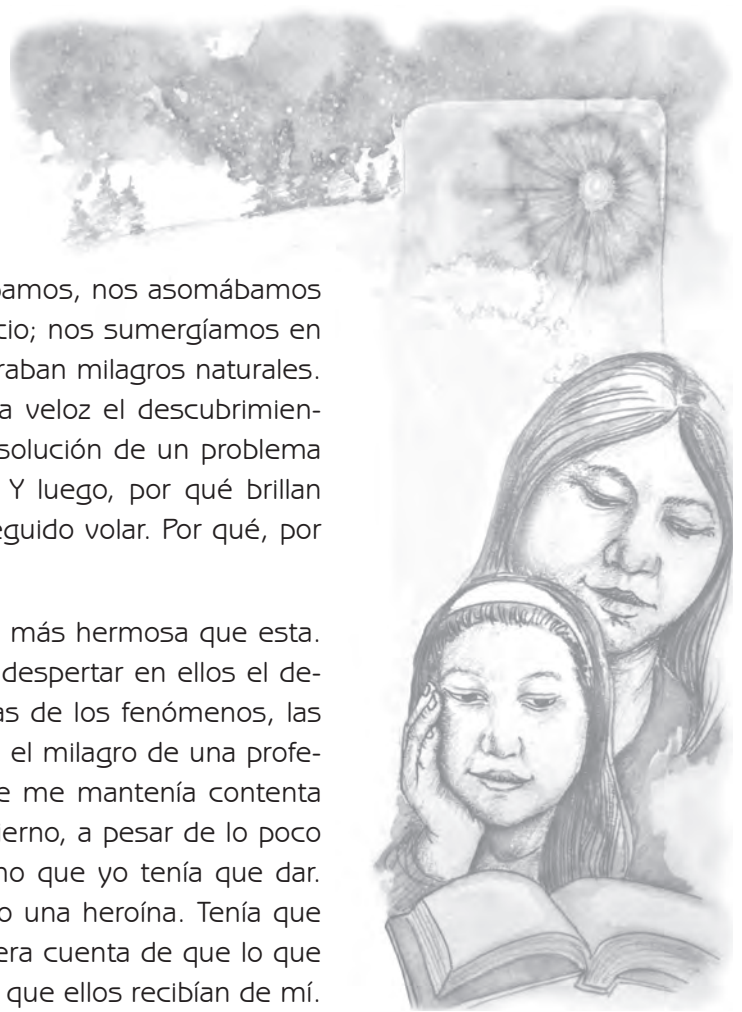 bamos, nos asomábamos
cio; nos sumergíamos en
raban milagros naturales.
a veloz el descubrimien-
solución de un problema
Y luego, por qué brillan
eguido volar. Por qué, por
más hermosa que esta.
despertar en ellos el de-
as de los fenómenos, las
el milagro de una profe-
e me mantenía contenta
ierno, a pesar de lo poco
ho que yo tenía que dar.
o una heroína. Tenía que
era cuenta de que lo que
que ellos recibían de mí.